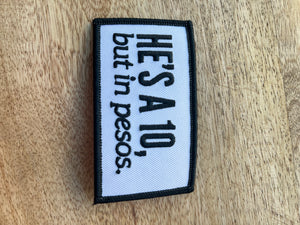 HE'S A 10,
but in pesos.